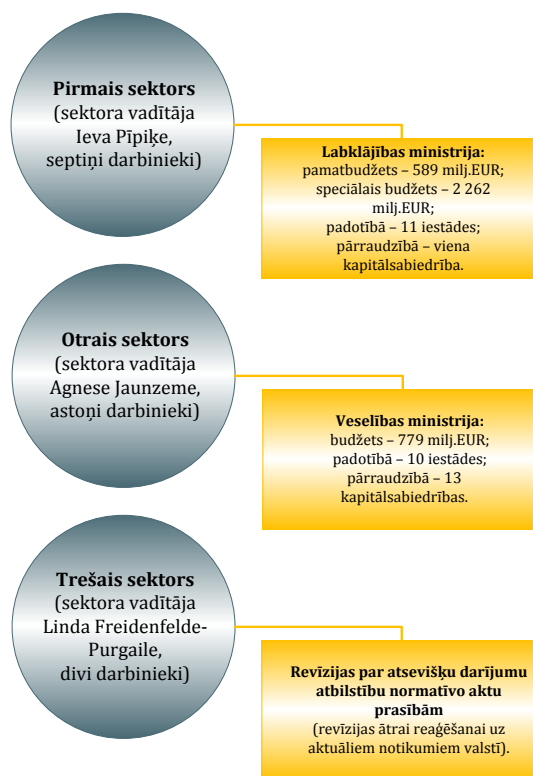 Pirmais sektors
(sektora vadītāja
Ieva Pīpiķe,
septiņi darbinieki)
Labklājības ministrija:
pamatbudžets – 589 milj.EUR;
speciālais budžets – 2 262
milj.EUR;
padotībā – 11 iestādes;
pārraudzībā – viena
kapitālsabiedrība.
Otrais sektors
(sektora vadītāja
Agnese Jaunzeme,
astoņi darbinieki)
Veselības ministrija:
budžets – 779 milj.EUR;
padotībā – 10 iestādes;
pārraudzībā – 13
kapitālsabiedrības.
Trešais sektors
(sektora vadītāja
Linda Freidenfelde-
Purgaile,
divi darbinieki)
Revīzijas par atsevišķu darījumu
atbilstību normatīvo aktu
prasībām
(revīzijas ātrai reaģēšanai uz
aktuāliem notikumiem valstī).